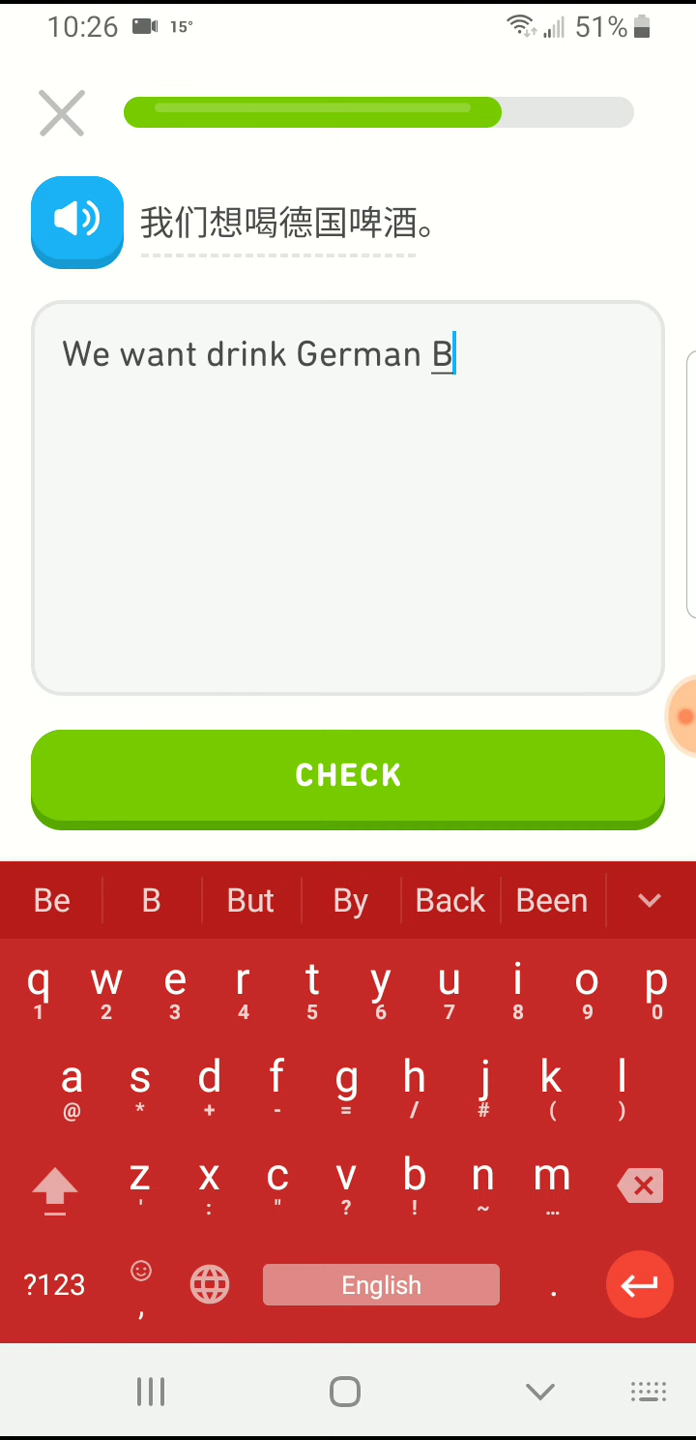 10:26 15° 51%
我们想喝德国啤酒。
We want drink German B
CHECK
Be B But By Back Been
q w e r t y u i o p
1 2 3 4 5 6 7 8 9 0
a s d f g h j k l
@ * + - = / # ( )
z x c v b n m
' : " ? ! ~ …
?123 , English .